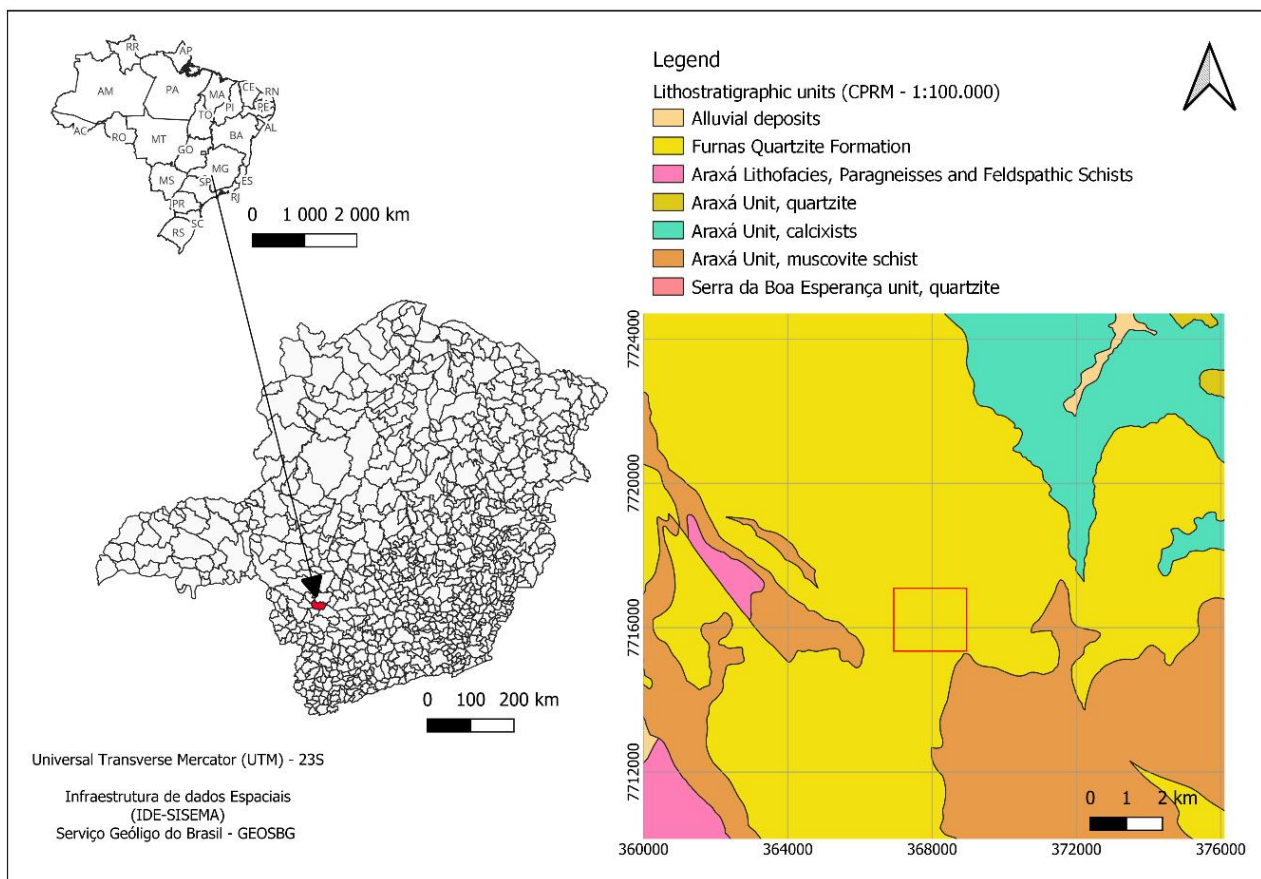 RR
AP
AM
PA
MA
CE
RN
PI
PE
TO
AL
AC
RO
MT
BA
GO
MG
MS
SP
ES
RJ
PR
SC
RS
0 1 000 2 000 km
0 100 200 km
Universal Transverse Mercator (UTM) - 23S
Infraestrutura de dados Espaciais
(IDE-SISEMA)
Serviço Geóligo do Brasil - GEOSBG
Legend
Lithostratigraphic units (CPRM - 1:100.000)
Alluvial deposits
Furnas Quartzite Formation
Araxá Lithofacies, Paragneisses and Feldspathic Schists
Araxá Unit, quartzite
Araxá Unit, calcixists
Araxá Unit, muscovite schist
Serra da Boa Esperança unit, quartzite
7724000
7720000
7716000
7712000
0 1 2 km
360000 364000 368000 372000 376000